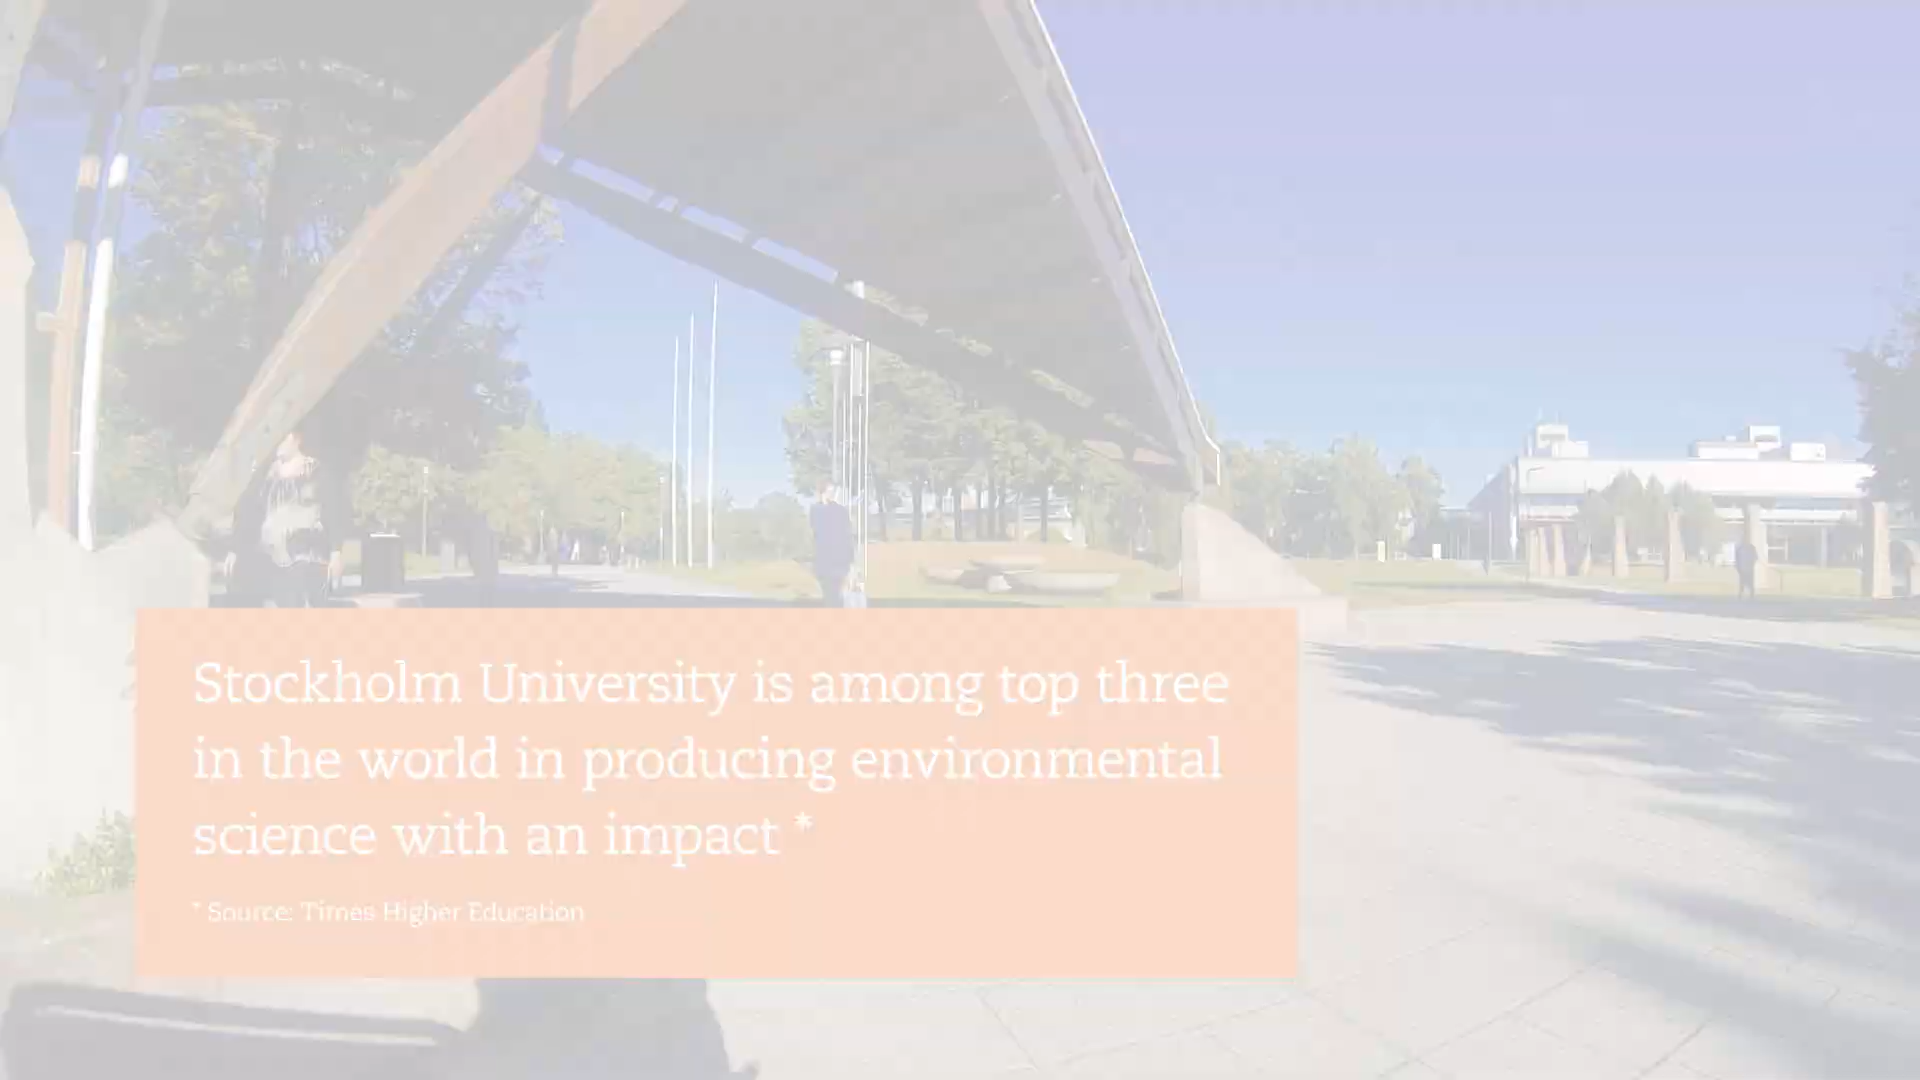 Stockholm University is among top three
in the world in producing environmental
science with an impact *
* Source: Times Higher Education